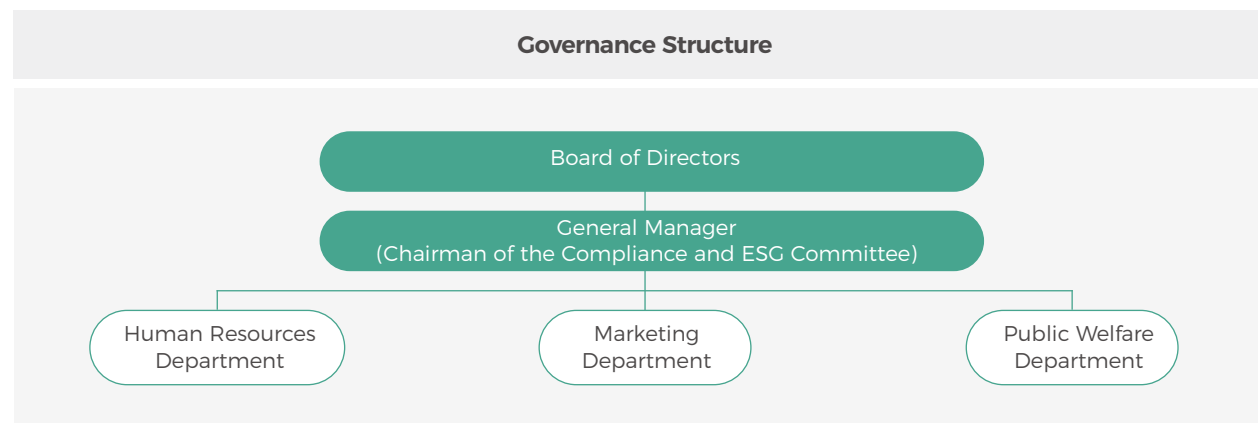 Governance Structure
Board of Directors
General Manager
(Chairman of the Compliance and ESG Committee)
Human Resources
Department
Marketing
Department
Public Welfare
Department